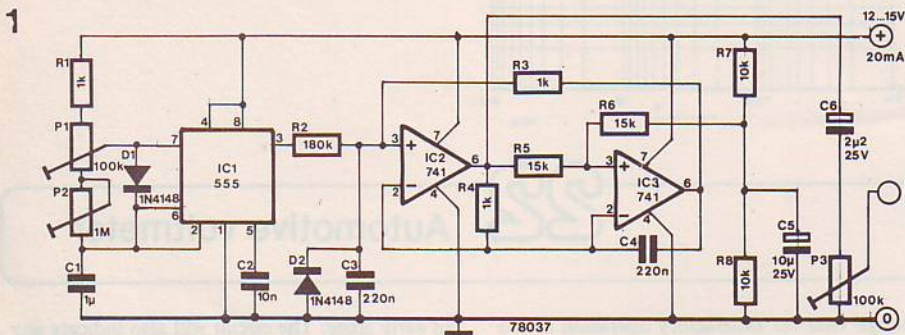 1
12...15V
+
20mA
R1
1k
P1
100k
D1
1N4148
P2
1M
C1
1µ
7
6
2
4
8
3
5
IC1
555
R2
180k
C2
10n
D2
1N4148
C3
220n
3
+
2
−
7
6
4
IC2
741
R3
1k
R4
1k
R5
15k
R6
15k
3
+
2
−
7
6
4
IC3
741
C4
220n
R7
10k
R8
10k
C5
10µ
25V
C6
2µ2
25V
P3
100k
0
78037